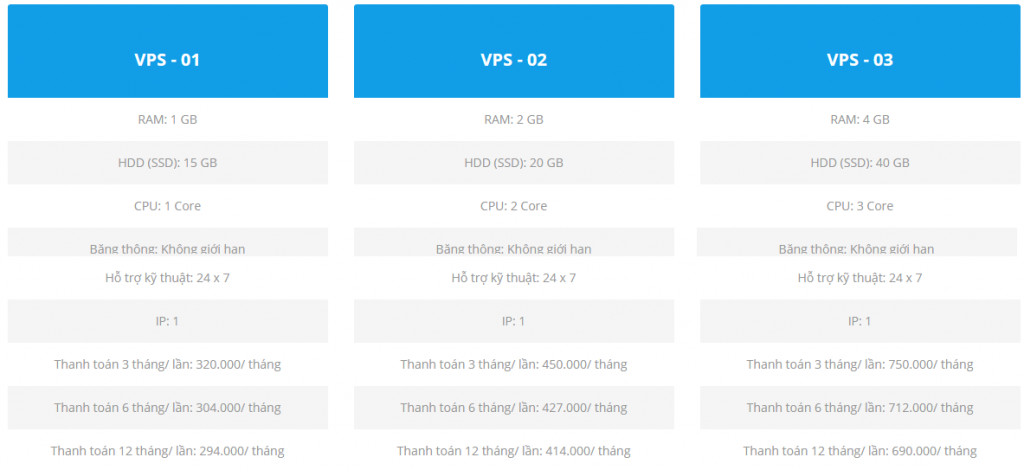 VPS - 01
RAM: 1 GB
HDD (SSD): 15 GB
CPU: 1 Core
Băng thông: Không giới hạn
Hỗ trợ kỹ thuật: 24 x 7
IP: 1
Thanh toán 3 tháng/ lần: 320.000/ tháng
Thanh toán 6 tháng/ lần: 304.000/ tháng
Thanh toán 12 tháng/ lần: 294.000/ tháng
VPS - 02
RAM: 2 GB
HDD (SSD): 20 GB
CPU: 2 Core
Băng thông: Không giới hạn
Hỗ trợ kỹ thuật: 24 x 7
IP: 1
Thanh toán 3 tháng/ lần: 450.000/ tháng
Thanh toán 6 tháng/ lần: 427.000/ tháng
Thanh toán 12 tháng/ lần: 414.000/ tháng
VPS - 03
RAM: 4 GB
HDD (SSD): 40 GB
CPU: 3 Core
Băng thông: Không giới hạn
Hỗ trợ kỹ thuật: 24 x 7
IP: 1
Thanh toán 3 tháng/ lần: 750.000/ tháng
Thanh toán 6 tháng/ lần: 712.000/ tháng
Thanh toán 12 tháng/ lần: 690.000/ tháng